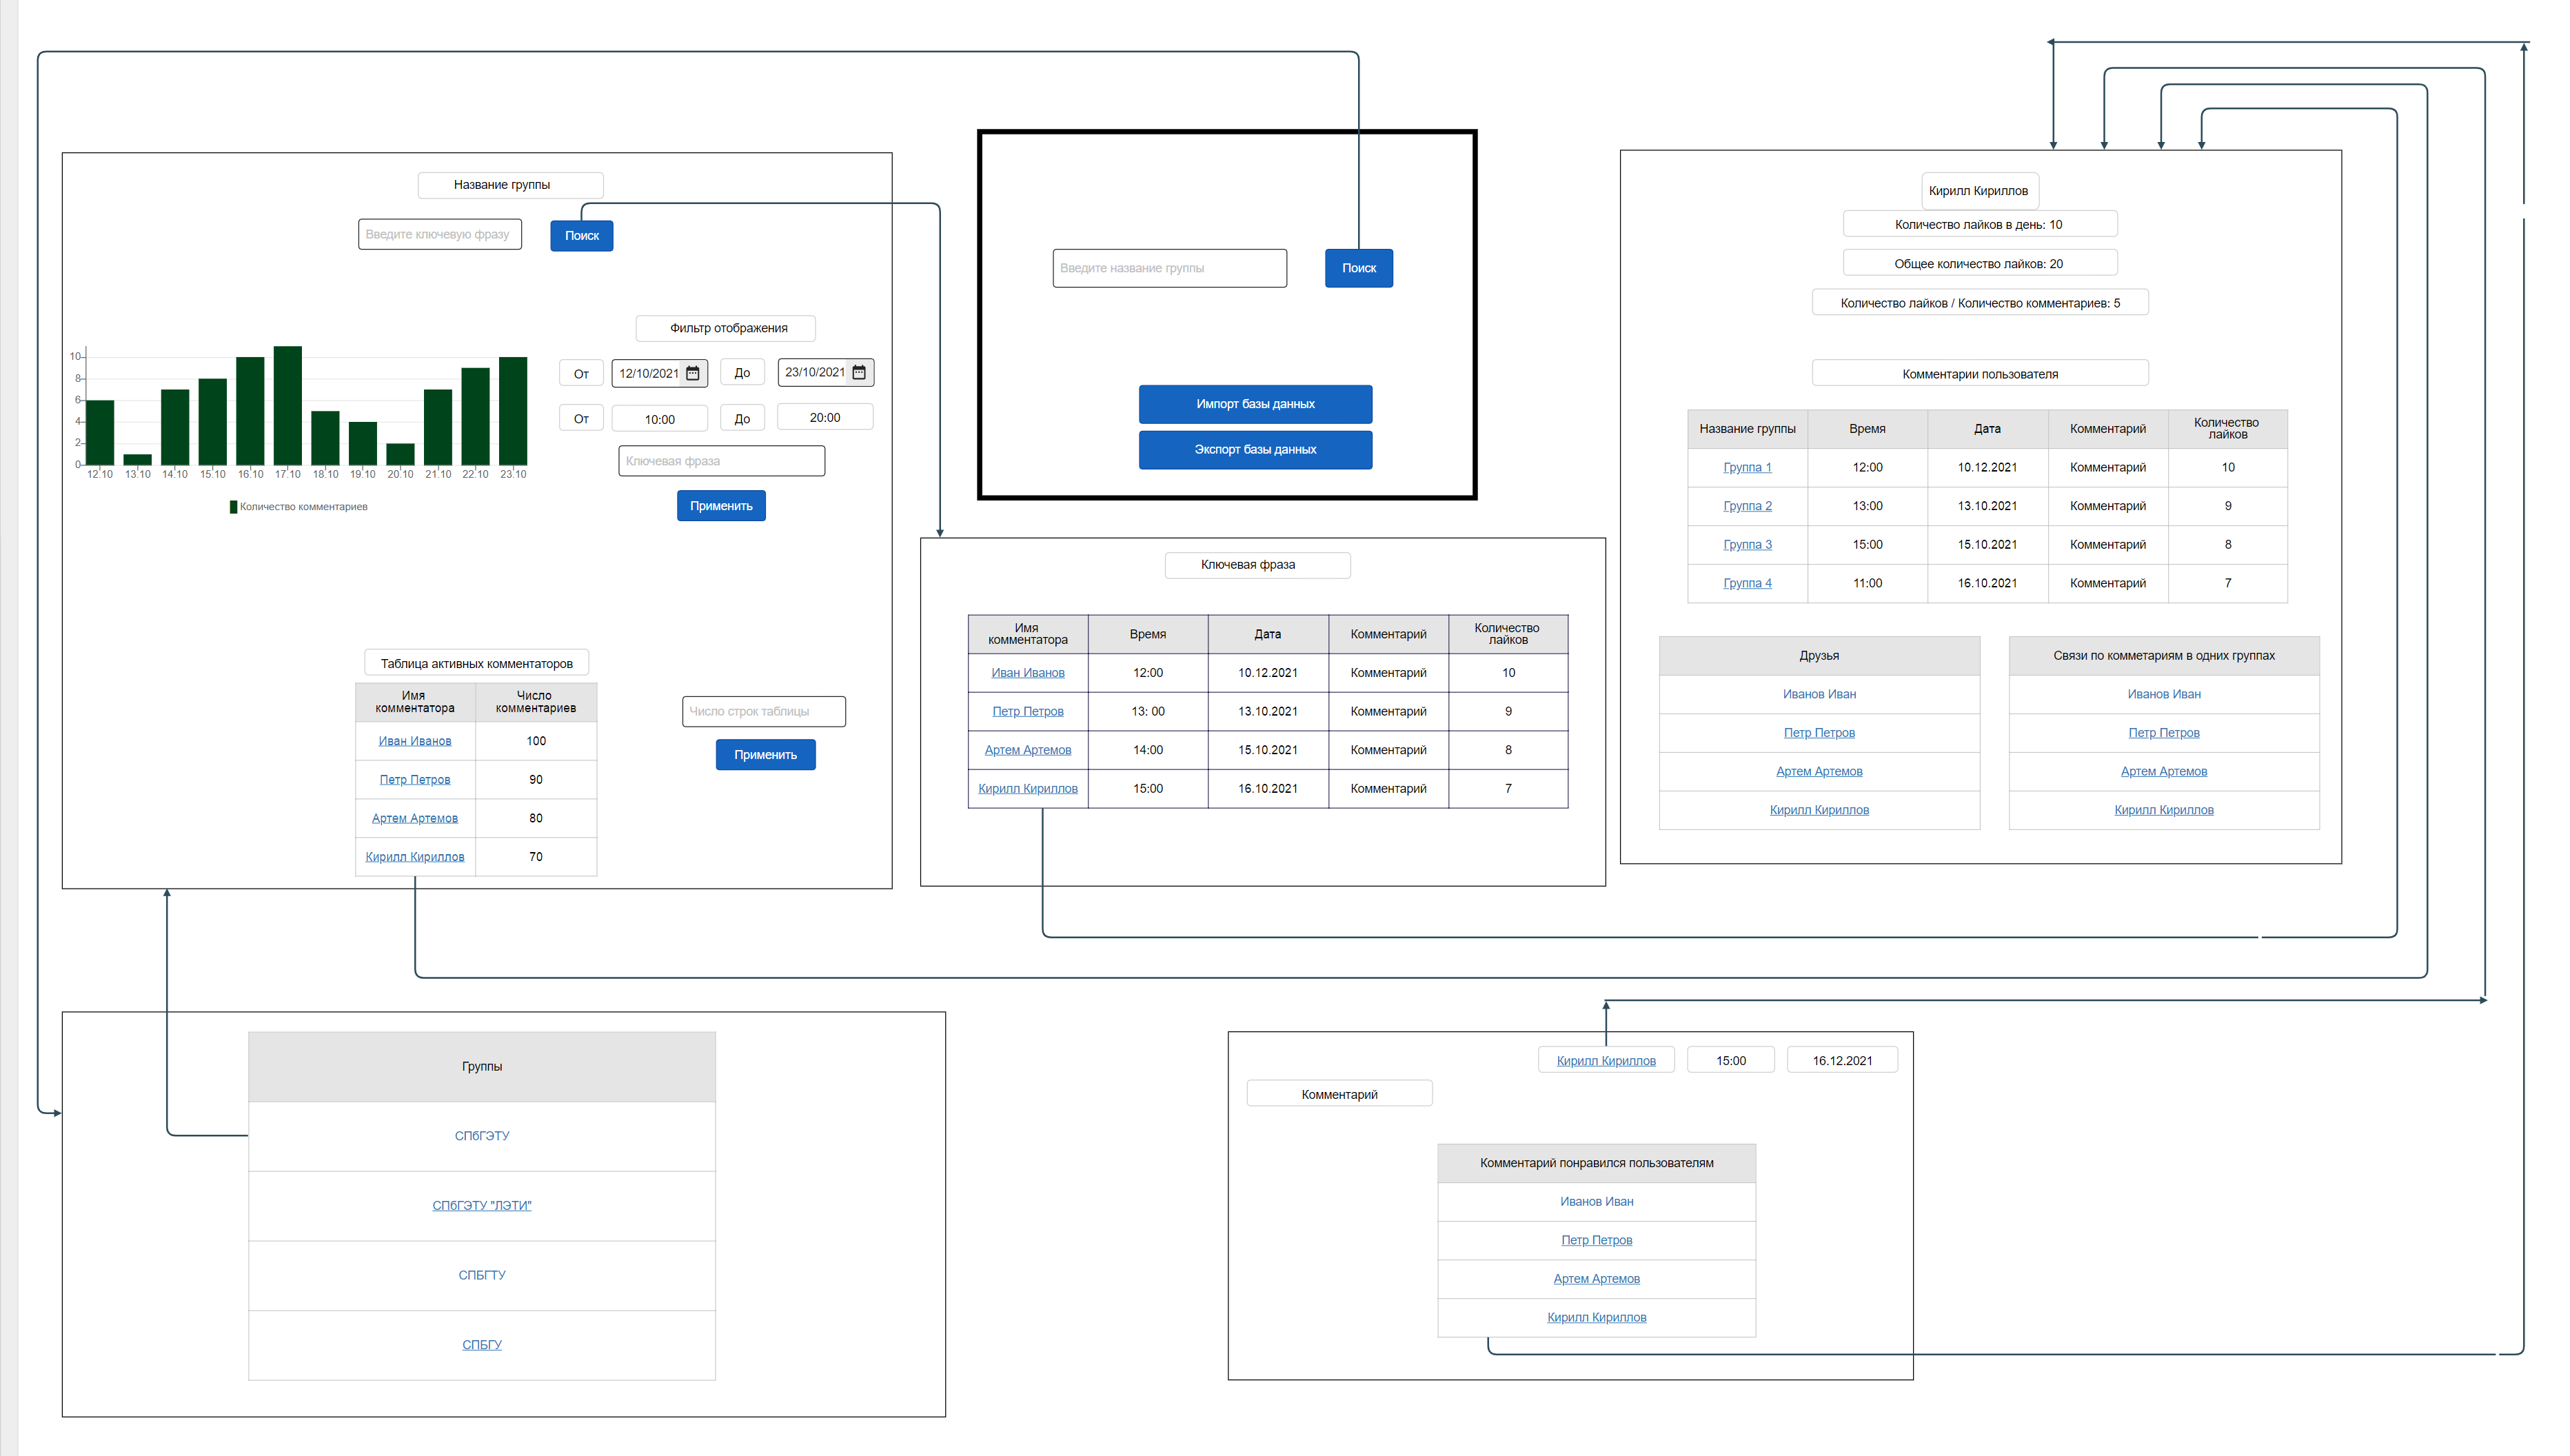 Название группы
Введите ключевую фразу
Поиск
Фильтр отображения
От
12/10/2021
До
23/10/2021
От
10:00
До
20:00
Ключевая фраза
Применить
10
8
6
4
2
0
12.10 13.10 14.10 15.10 16.10 17.10 18.10 19.10 20.10 21.10 22.10 23.10
Количество комментариев
Таблица активных комментаторов
Имя комментатора
Число комментариев
Иван Иванов 100
Петр Петров 90
Артем Артемов 80
Кирилл Кириллов 70
Число строк таблицы
Применить
Введите название группы
Поиск
Импорт базы данных
Экспорт базы данных
Ключевая фраза
Имя комментатора
Время
Дата
Комментарий
Количество лайков
Иван Иванов 12:00 10.12.2021 Комментарий 10
Петр Петров 13: 00 13.10.2021 Комментарий 9
Артем Артемов 14:00 15.10.2021 Комментарий 8
Кирилл Кириллов 15:00 16.10.2021 Комментарий 7
Кирилл Кириллов
Количество лайков в день: 10
Общее количество лайков: 20
Количество лайков / Количество комментариев: 5
Комментарии пользователя
Название группы
Время
Дата
Комментарий
Количество лайков
Группа 1 12:00 10.12.2021 Комментарий 10
Группа 2 13:00 13.10.2021 Комментарий 9
Группа 3 15:00 15.10.2021 Комментарий 8
Группа 4 11:00 16.10.2021 Комментарий 7
Друзья
Иванов Иван
Петр Петров
Артем Артемов
Кирилл Кириллов
Связи по комметариям в одних группах
Иванов Иван
Петр Петров
Артем Артемов
Кирилл Кириллов
Группы
СПбГЭТУ
СПбГЭТУ "ЛЭТИ"
СПБГТУ
СПБГУ
Кирилл Кириллов
15:00
16.12.2021
Комментарий
Комментарий понравился пользователям
Иванов Иван
Петр Петров
Артем Артемов
Кирилл Кириллов